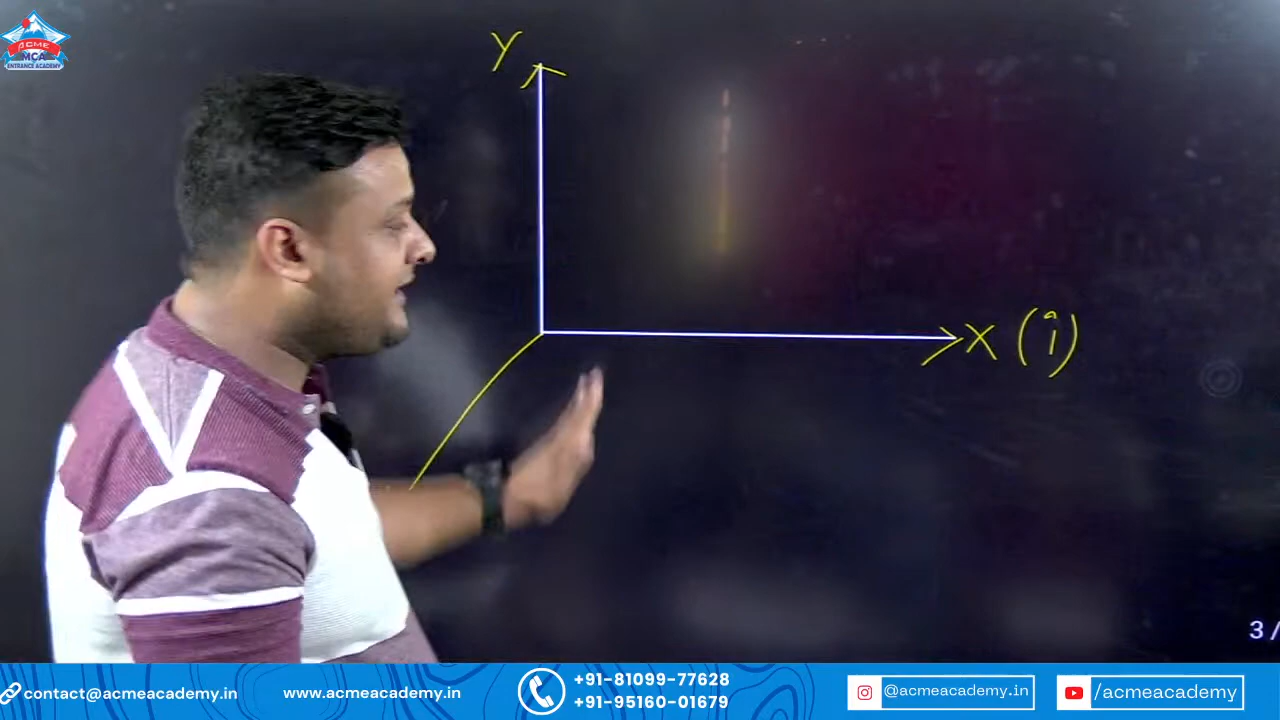 ACME
MCA
ENTRANCE ACADEMY
Y
X (î)
3 /
contact@acmeacademy.in
www.acmeacademy.in
+91-81099-77628
+91-95160-01679
@acmeacademy.in
/acmeacademy